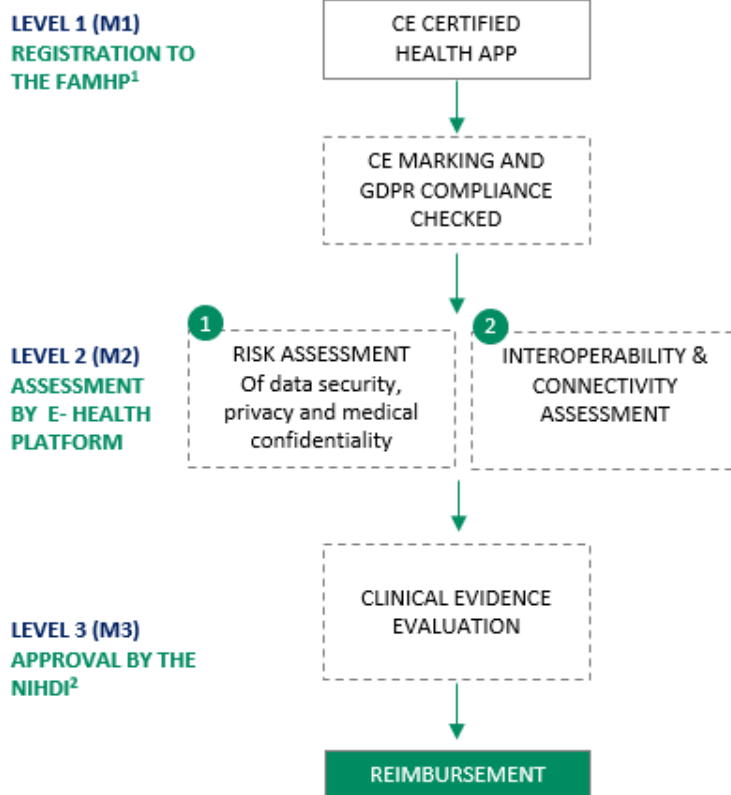 LEVEL 1 (M1)
REGISTRATION TO
THE FAMHP¹
CE CERTIFIED
HEALTH APP
CE MARKING AND
GDPR COMPLIANCE
CHECKED
LEVEL 2 (M2)
ASSESSMENT
BY E- HEALTH
PLATFORM
1
RISK ASSESSMENT
Of data security,
privacy and medical
confidentiality
2
INTEROPERABILITY &
CONNECTIVITY
ASSESSMENT
LEVEL 3 (M3)
APPROVAL BY THE
NIHDI²
CLINICAL EVIDENCE
EVALUATION
REIMBURSEMENT